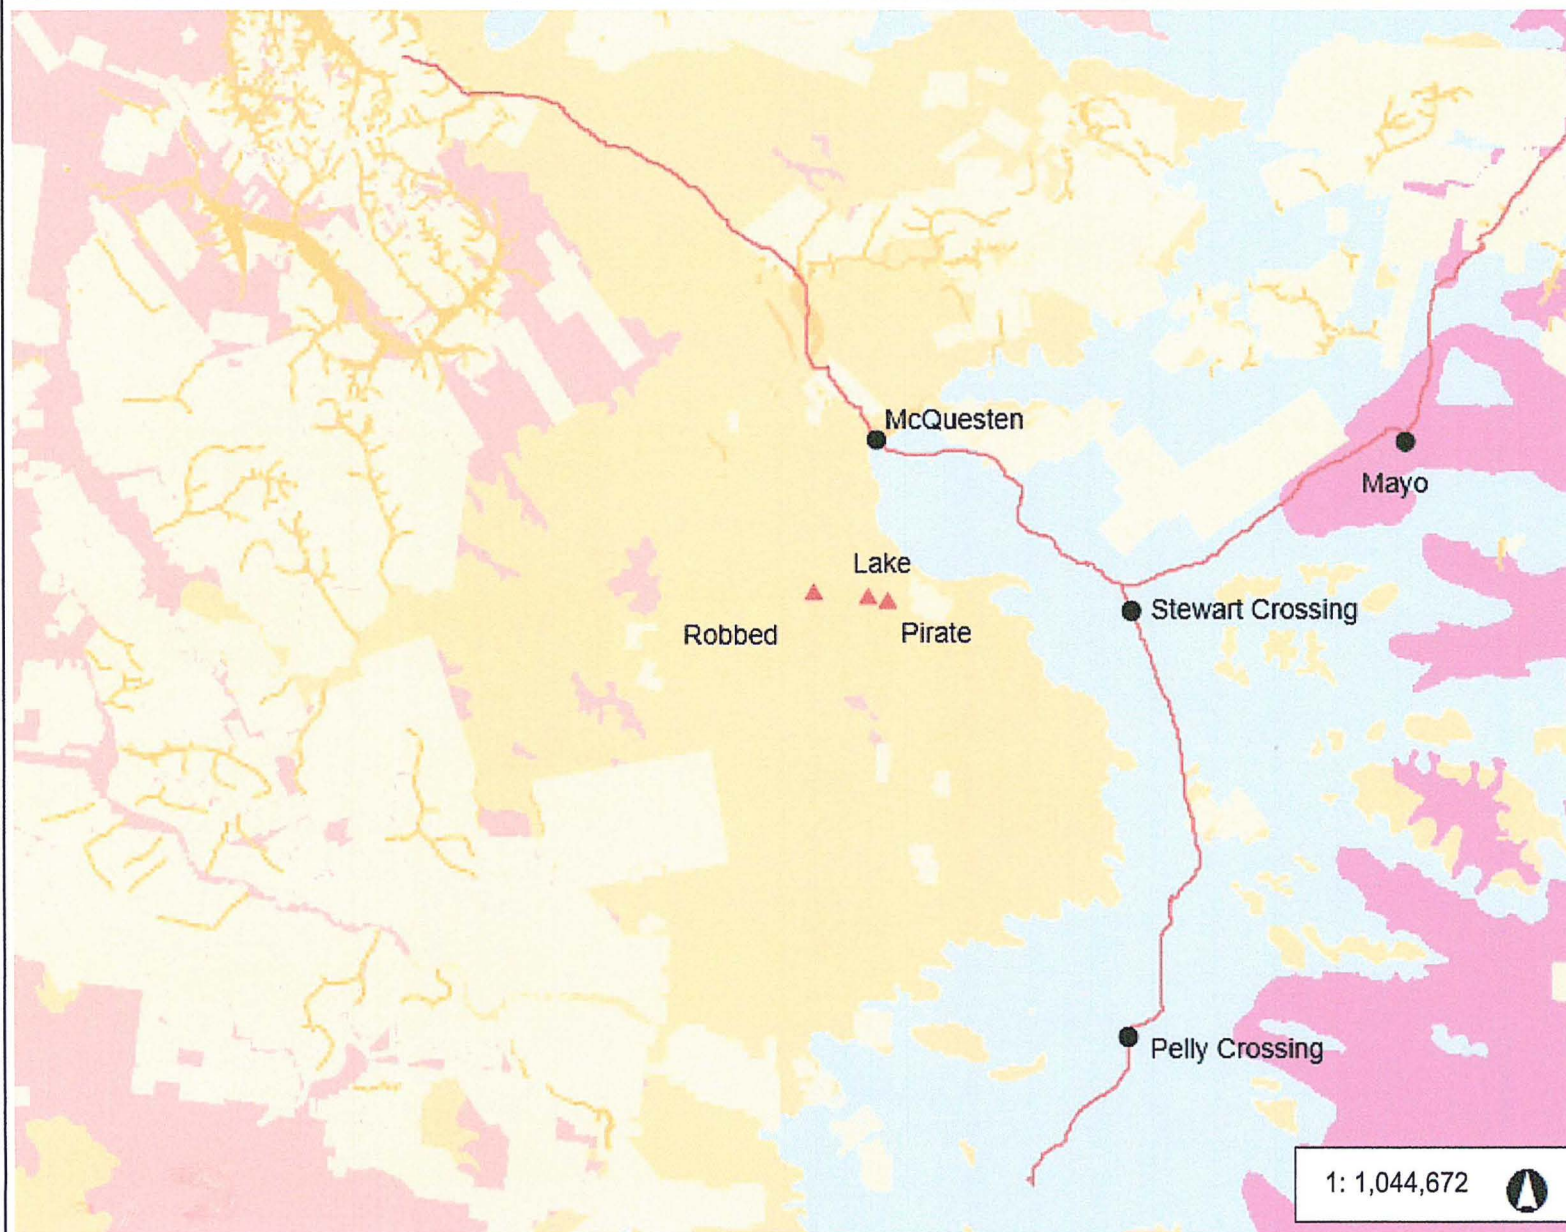 McQuesten
Mayo
Lake
Stewart Crossing
Robbed
Pirate
Pelly Crossing
1: 1,044,672